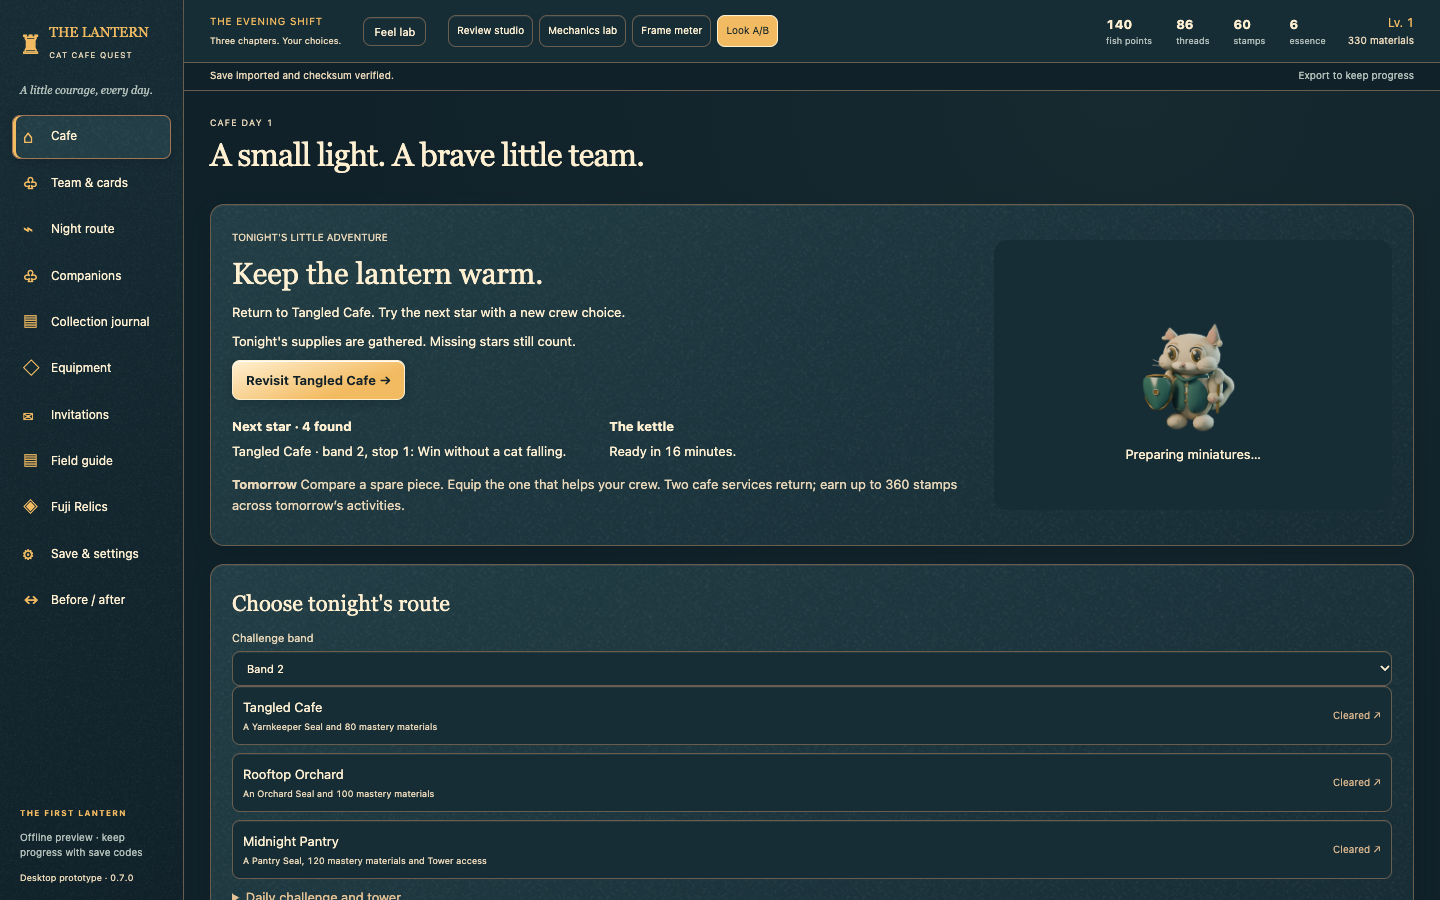 THE LANTERN
CAT CAFE QUEST
A little courage, every day.
Cafe
Team & cards
Night route
Companions
Collection journal
Equipment
Invitations
Field guide
Fuji Relics
Save & settings
Before / after
THE FIRST LANTERN
Offline preview · keep
progress with save codes
Desktop prototype · 0.7.0
THE EVENING SHIFT
Three chapters. Your choices.
Feel lab
Review studio
Mechanics lab
Frame meter
Look A/B
140
fish points
86
threads
60
stamps
6
essence
Lv. 1
330 materials
Save imported and checksum verified.
Export to keep progress
CAFE DAY 1
A small light. A brave little team.
TONIGHT'S LITTLE ADVENTURE
Keep the lantern warm.
Return to Tangled Cafe. Try the next star with a new crew choice.
Tonight's supplies are gathered. Missing stars still count.
Revisit Tangled Cafe →
Next star · 4 found
Tangled Cafe · band 2, stop 1: Win without a cat falling.
The kettle
Ready in 16 minutes.
Tomorrow Compare a spare piece. Equip the one that helps your crew. Two cafe services return; earn up to 360 stamps
across tomorrow’s activities.
Preparing miniatures…
Choose tonight's route
Challenge band
Band 2
Tangled Cafe
A Yarnkeeper Seal and 80 mastery materials
Cleared ↗
Rooftop Orchard
An Orchard Seal and 100 mastery materials
Cleared ↗
Midnight Pantry
A Pantry Seal, 120 mastery materials and Tower access
Cleared ↗
Daily challenge and tower